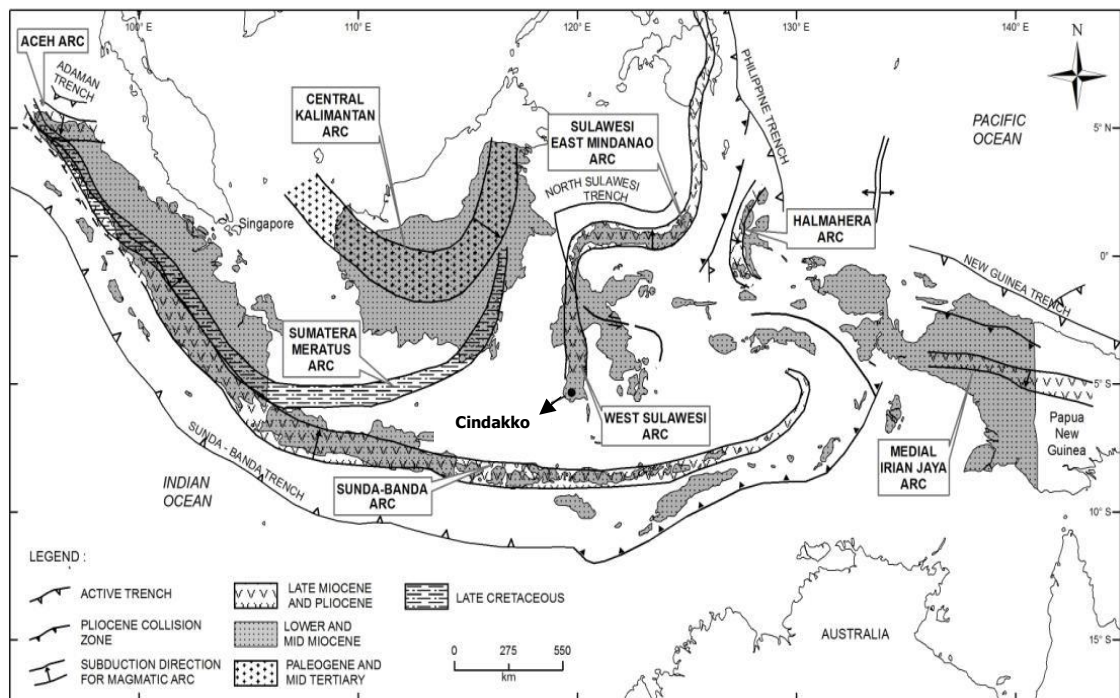 100° E
110° E
120° E
130° E
140° E
ACEH ARC
ADAMAN
TRENCH
CENTRAL
KALIMANTAN
ARC
SULAWESI
EAST MINDANAO
ARC
PHILIPPINE TRENCH
N
PACIFIC
OCEAN
5° N
NORTH SULAWESI
TRENCH
HALMAHERA
ARC
Singapore
0°
NEW GUINEA TRENCH
SUMATERA
MERATUS
ARC
Cindakko
WEST SULAWESI
ARC
5° S
Papua
New
Guinea
MEDIAL
IRIAN JAYA
ARC
SUNDA - BANDA TRENCH
INDIAN
OCEAN
SUNDA-BANDA
ARC
10° S
LEGEND :
ACTIVE TRENCH
PLIOCENE COLLISION
ZONE
SUBDUCTION DIRECTION
FOR MAGMATIC ARC
LATE MIOCENE
AND PLIOCENE
LOWER AND
MID MIOCENE
PALEOGENE AND
MID TERTIARY
LATE CRETACEOUS
0 275 550
km
AUSTRALIA
15° S